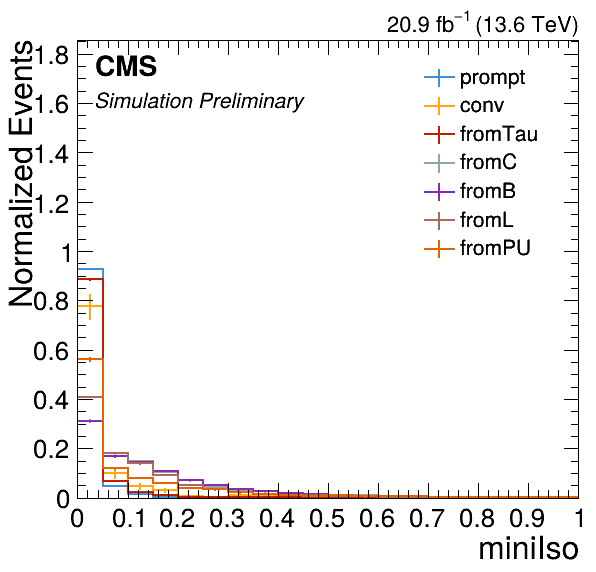 20.9 fb⁻¹ (13.6 TeV)
CMS
Simulation Preliminary
prompt
conv
fromTau
fromC
fromB
fromL
fromPU
Normalized Events
1.8
1.6
1.4
1.2
1
0.8
0.6
0.4
0.2
0
0 0.1 0.2 0.3 0.4 0.5 0.6 0.7 0.8 0.9 1
miniIso